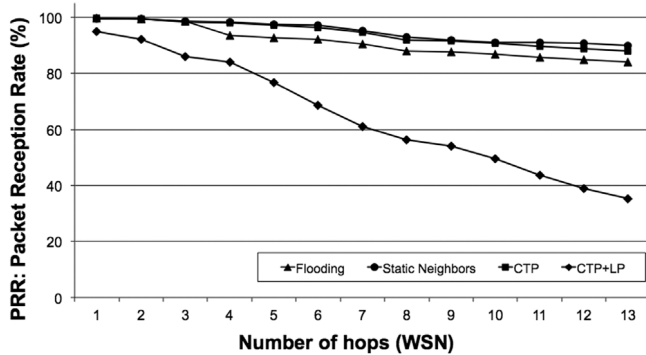 PRR: Packet Reception Rate (%)
100
80
60
40
20
0
Flooding Static Neighbors CTP CTP+LP
1 2 3 4 5 6 7 8 9 10 11 12 13
Number of hops (WSN)